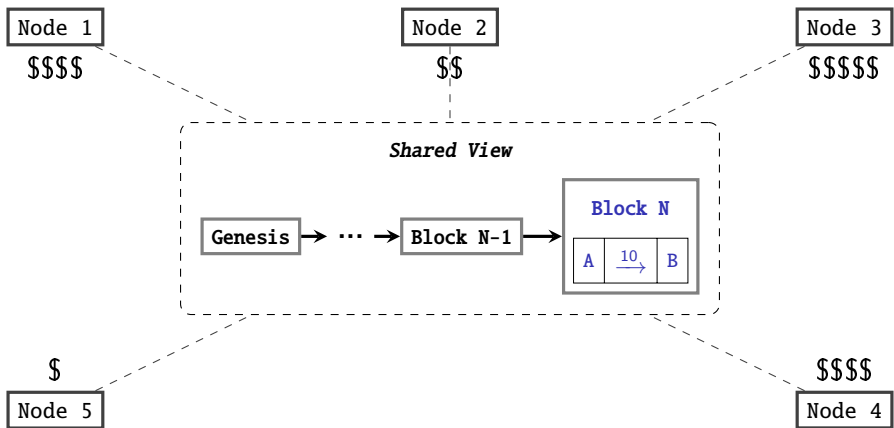 Node 1
Node 2
Node 3
$$$$
$$
$$$$$
Shared View
Block N
Genesis
...
Block N-1
A
10
B
$
$$$$
Node 5
Node 4